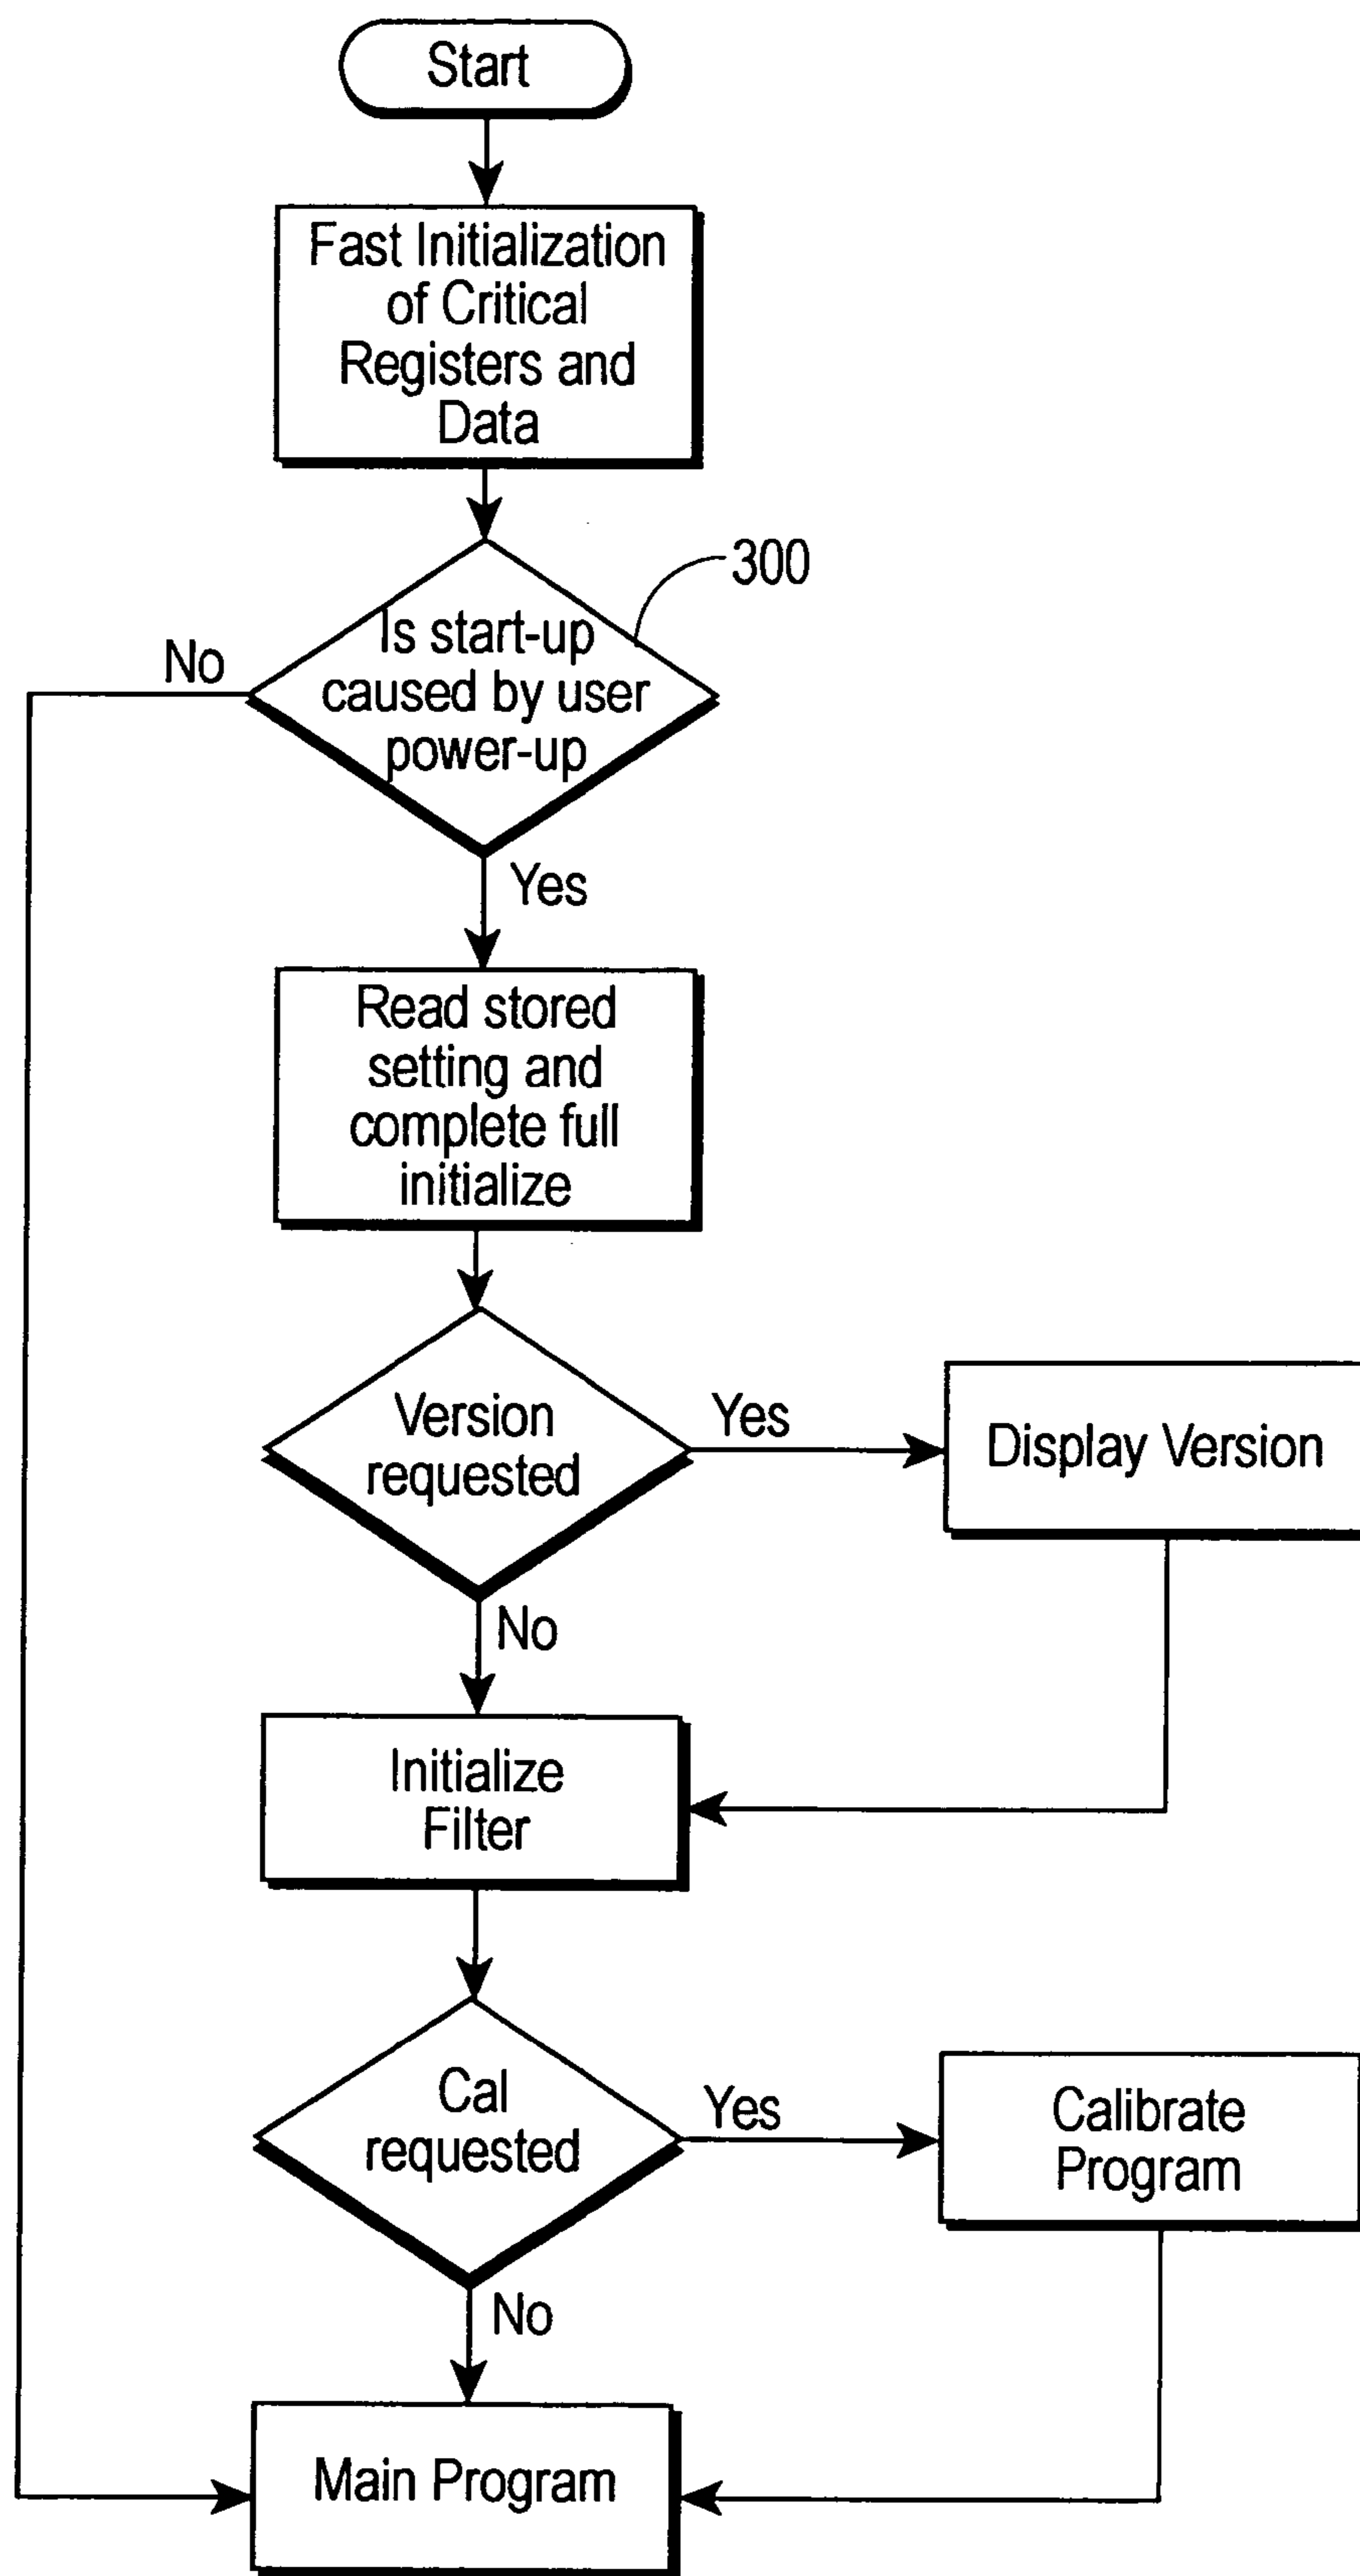 Start
Fast Initialization
of Critical
Registers and
Data
300
Is start-up
caused by user
power-up
No
Yes
Read stored
setting and
complete full
initialize
Version
requested
Yes
Display Version
No
Initialize
Filter
Cal
requested
Yes
Calibrate
Program
No
Main Program